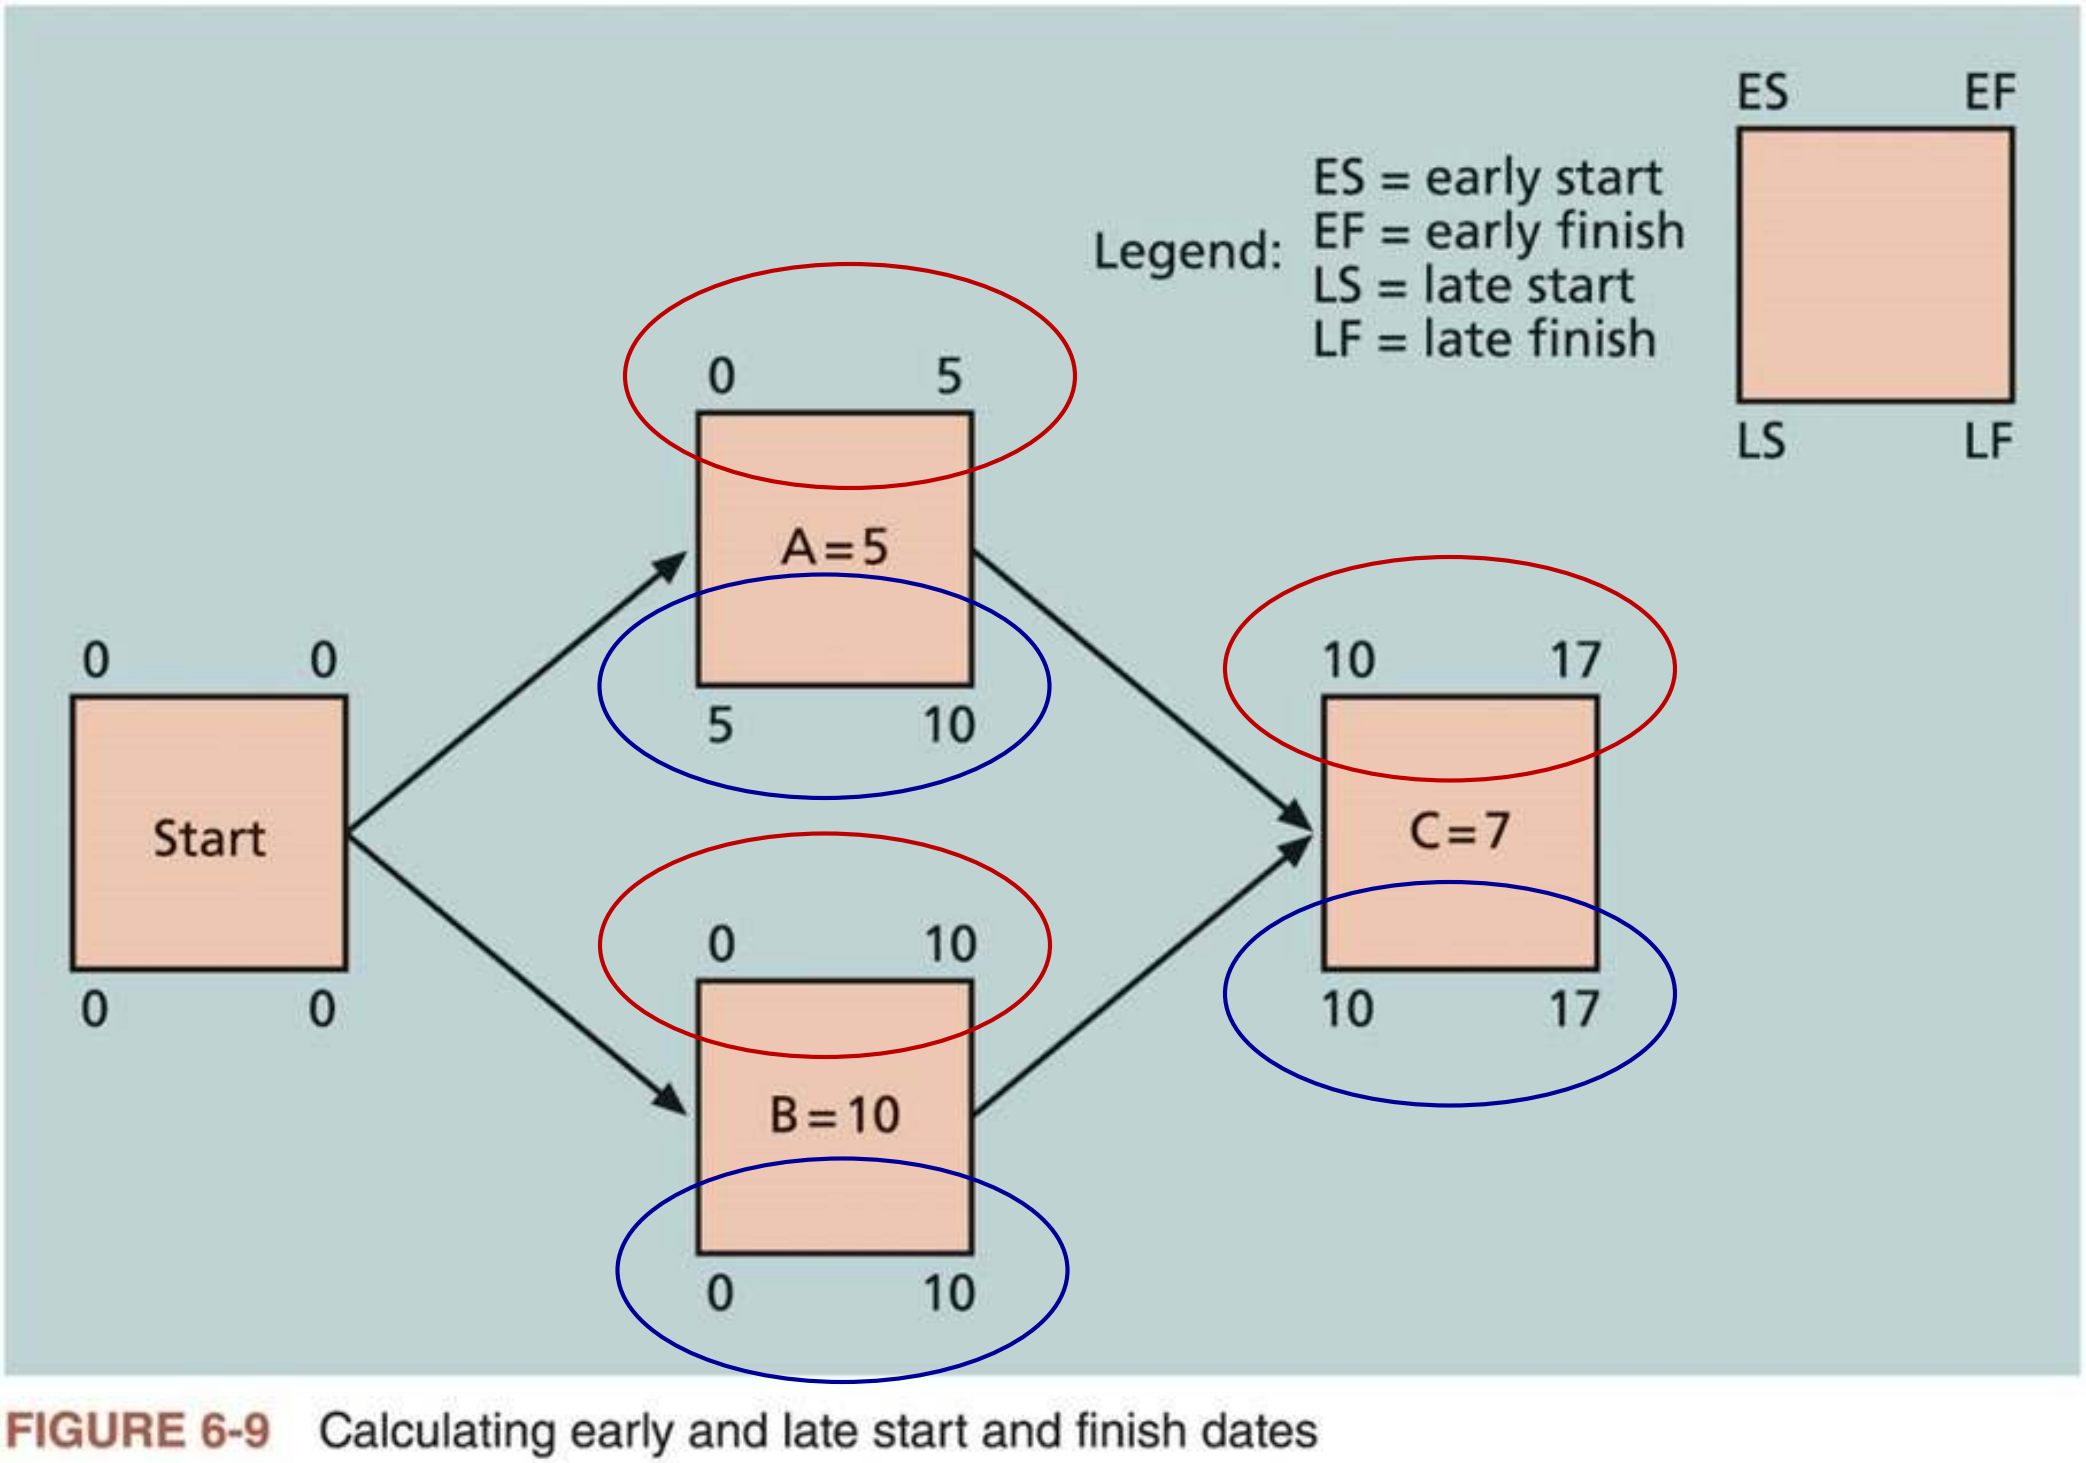 ES EF
Legend:
ES = early start
EF = early finish
LS = late start
LF = late finish
LS LF
0 5
A = 5
5 10
0 0
Start
0 0
10 17
C = 7
10 17
0 10
B = 10
0 10
FIGURE 6-9 Calculating early and late start and finish dates